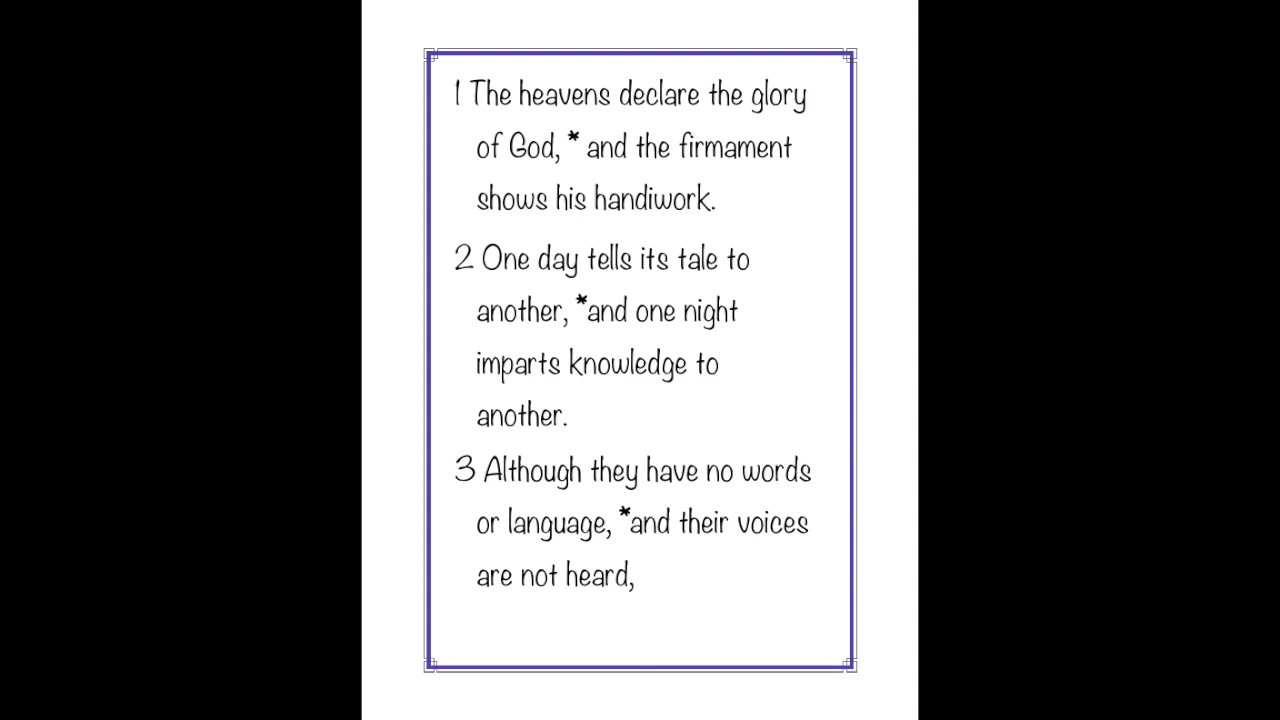 1 The heavens declare the glory
of God, * and the firmament
shows his handiwork.
2 One day tells its tale to
another, *and one night
imparts knowledge to
another.
3 Although they have no words
or language, *and their voices
are not heard,